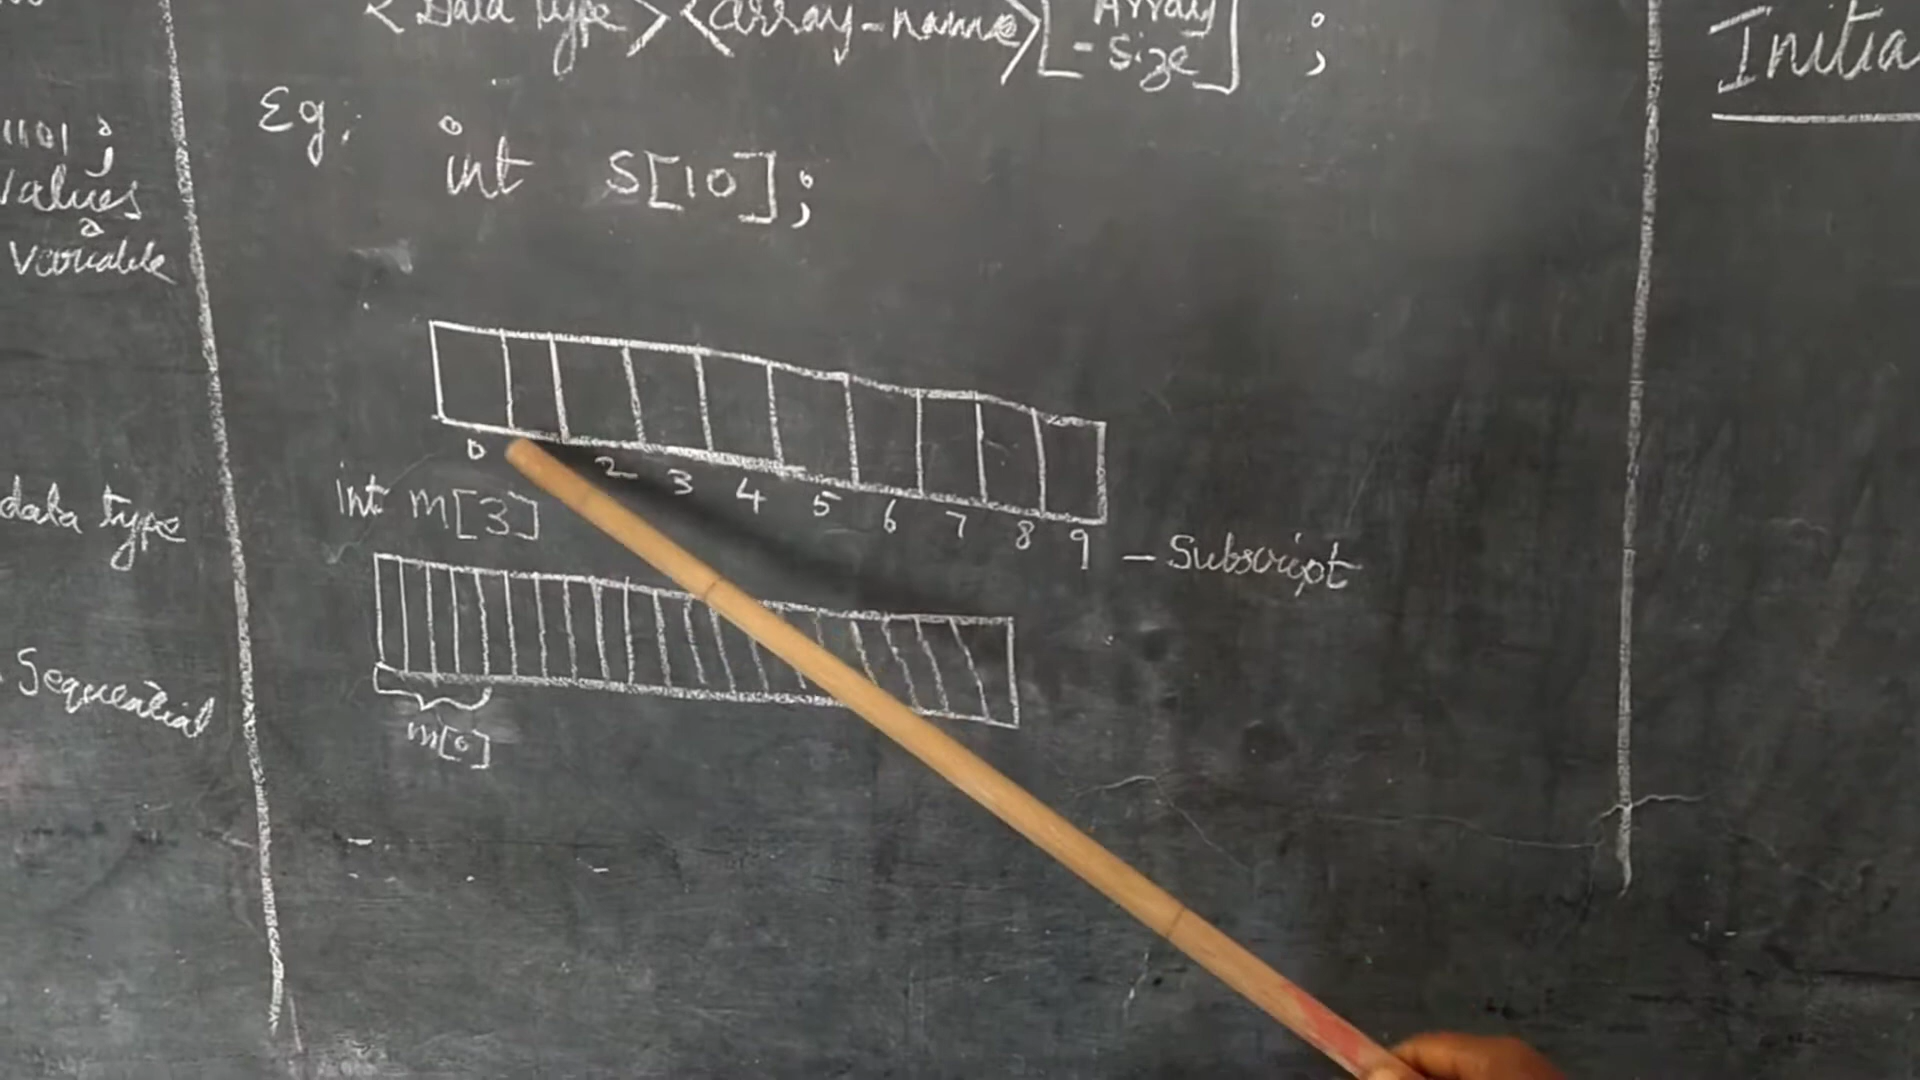 <Data Type> <array-name> [Array
-Size] ;
Eg: int S[10];
0 2 3 4 5 6 7 8 9 - Subscript
int m[3]
m[0]
1101;
Values
a
Variable
data type
Sequential
Initia